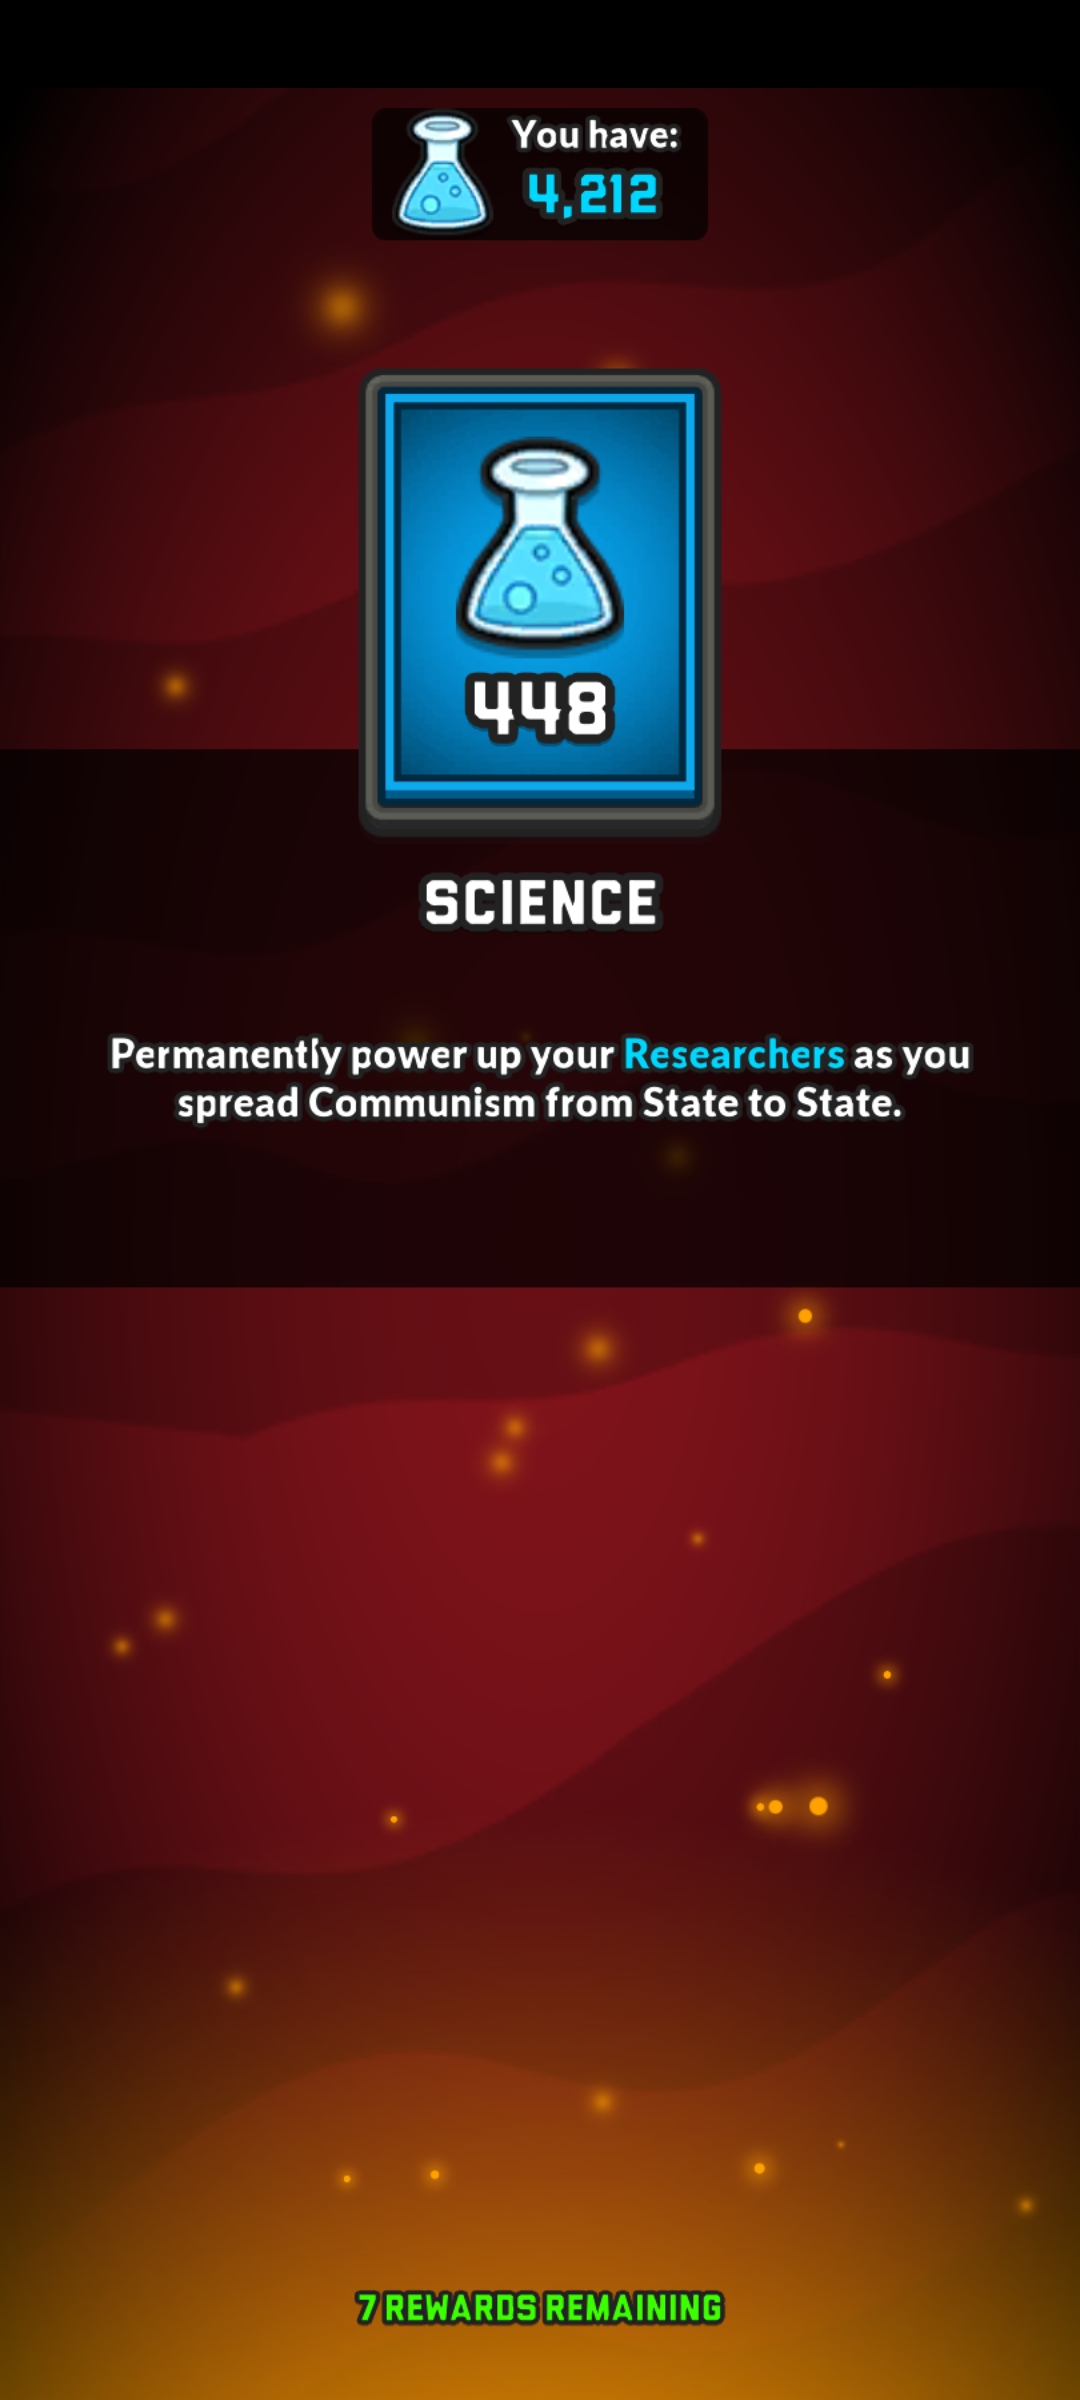 You have:
4,212
448
SCIENCE
Permanently power up your Researchers as you
spread Communism from State to State.
7 REWARDS REMAINING